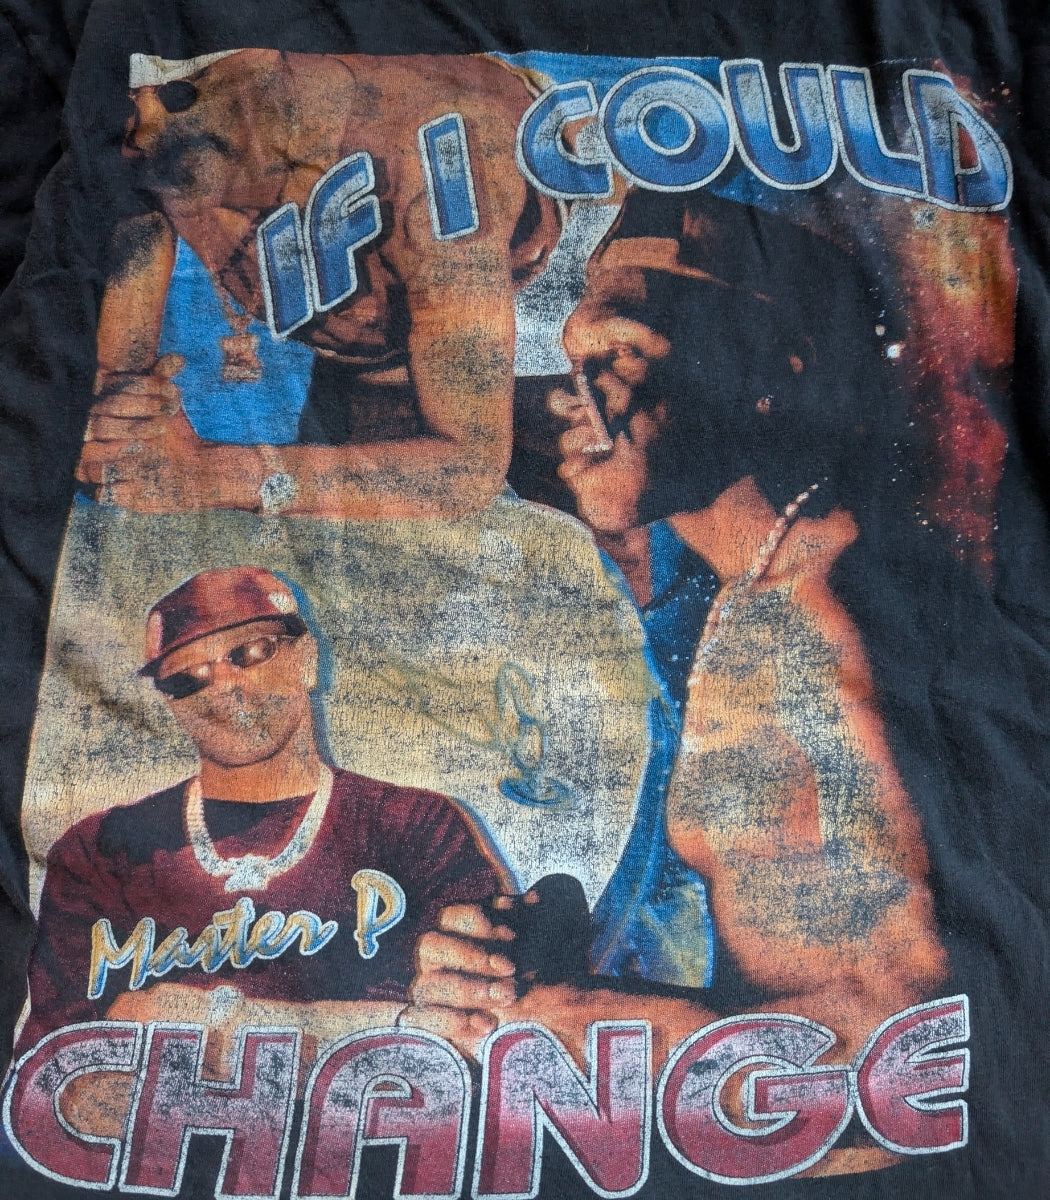 IF I COULD
Master P
CHANGE